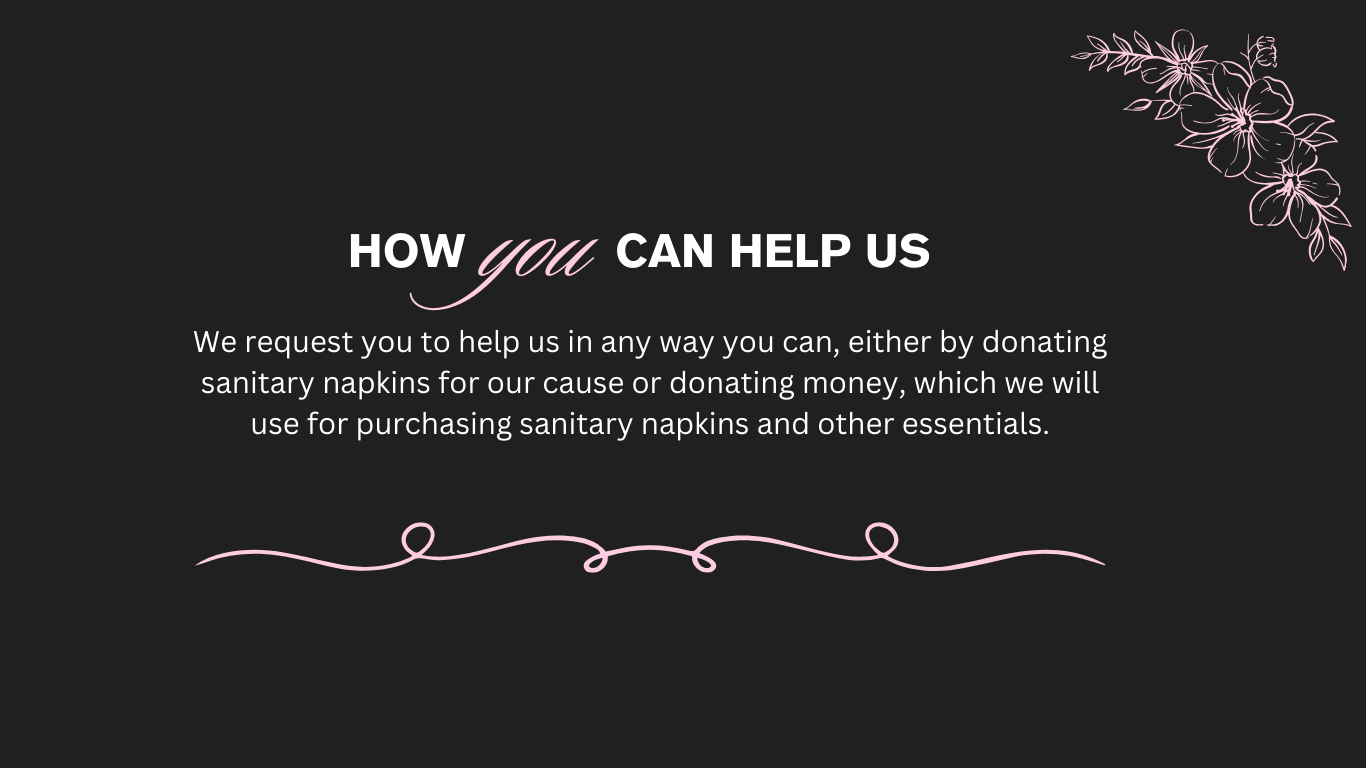 HOW you CAN HELP US
We request you to help us in any way you can, either by donating
sanitary napkins for our cause or donating money, which we will
use for purchasing sanitary napkins and other essentials.